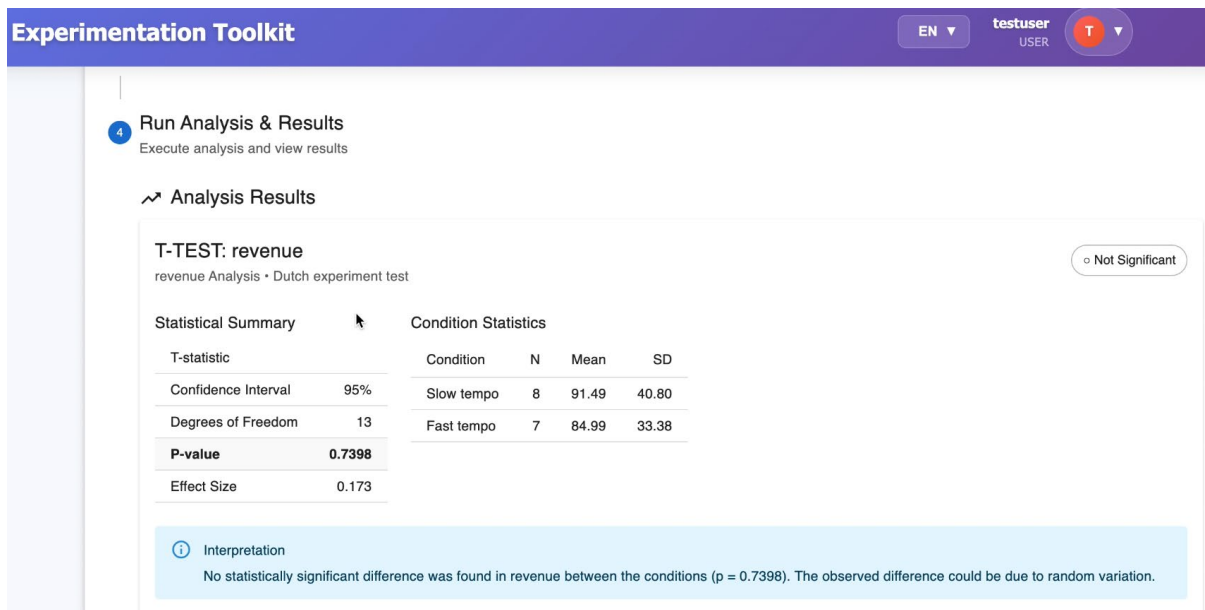 Experimentation Toolkit
EN ▼
testuser
USER
T ▼
4
Run Analysis & Results
Execute analysis and view results
Analysis Results
T-TEST: revenue
revenue Analysis • Dutch experiment test
○ Not Significant
Statistical Summary
T-statistic
Confidence Interval 95%
Degrees of Freedom 13
P-value 0.7398
Effect Size 0.173
Condition Statistics
Condition N Mean SD
Slow tempo 8 91.49 40.80
Fast tempo 7 84.99 33.38
Interpretation
No statistically significant difference was found in revenue between the conditions (p = 0.7398). The observed difference could be due to random variation.